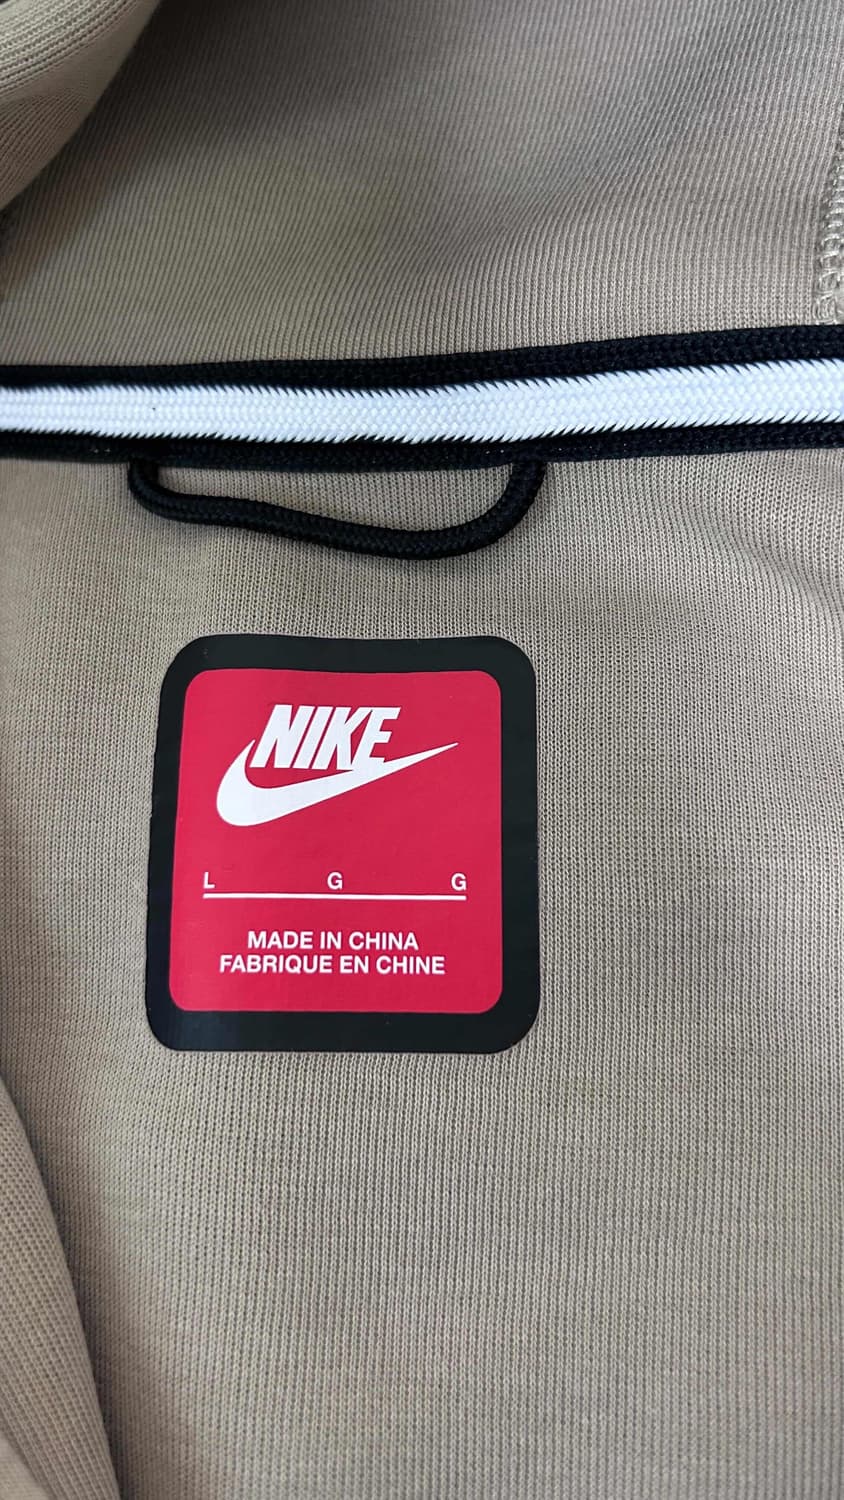 NIKE
L G G
MADE IN CHINA
FABRIQUE EN CHINE